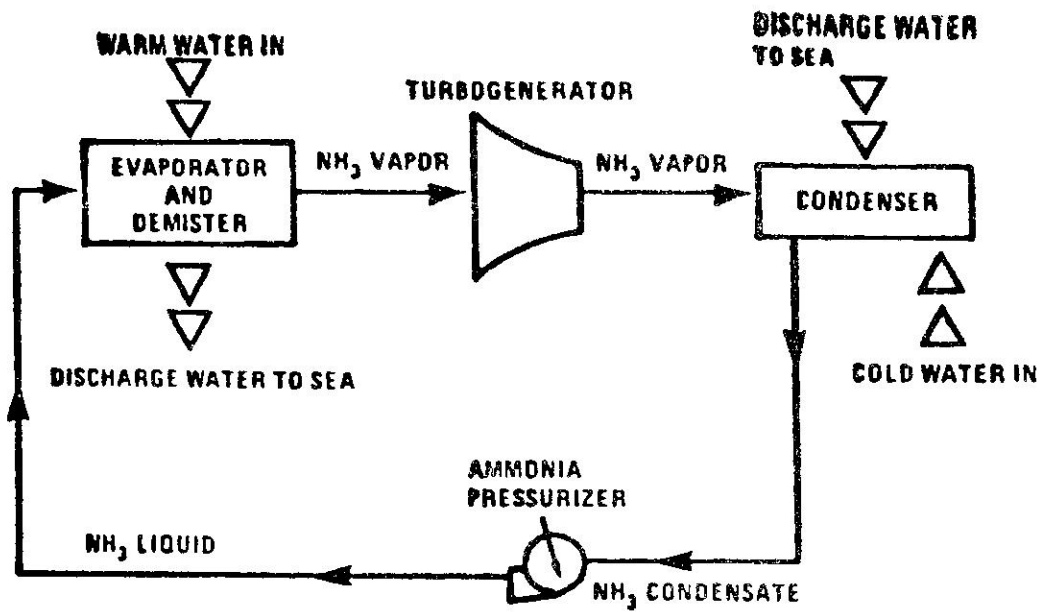 WARM WATER IN
DISCHARGE WATER
TO SEA
TURBOGENERATOR
EVAPORATOR
AND
DEMISTER
NH₃ VAPOR
NH₃ VAPOR
CONDENSER
DISCHARGE WATER TO SEA
COLD WATER IN
AMMONIA
PRESSURIZER
NH₃ LIQUID
NH₃ CONDENSATE